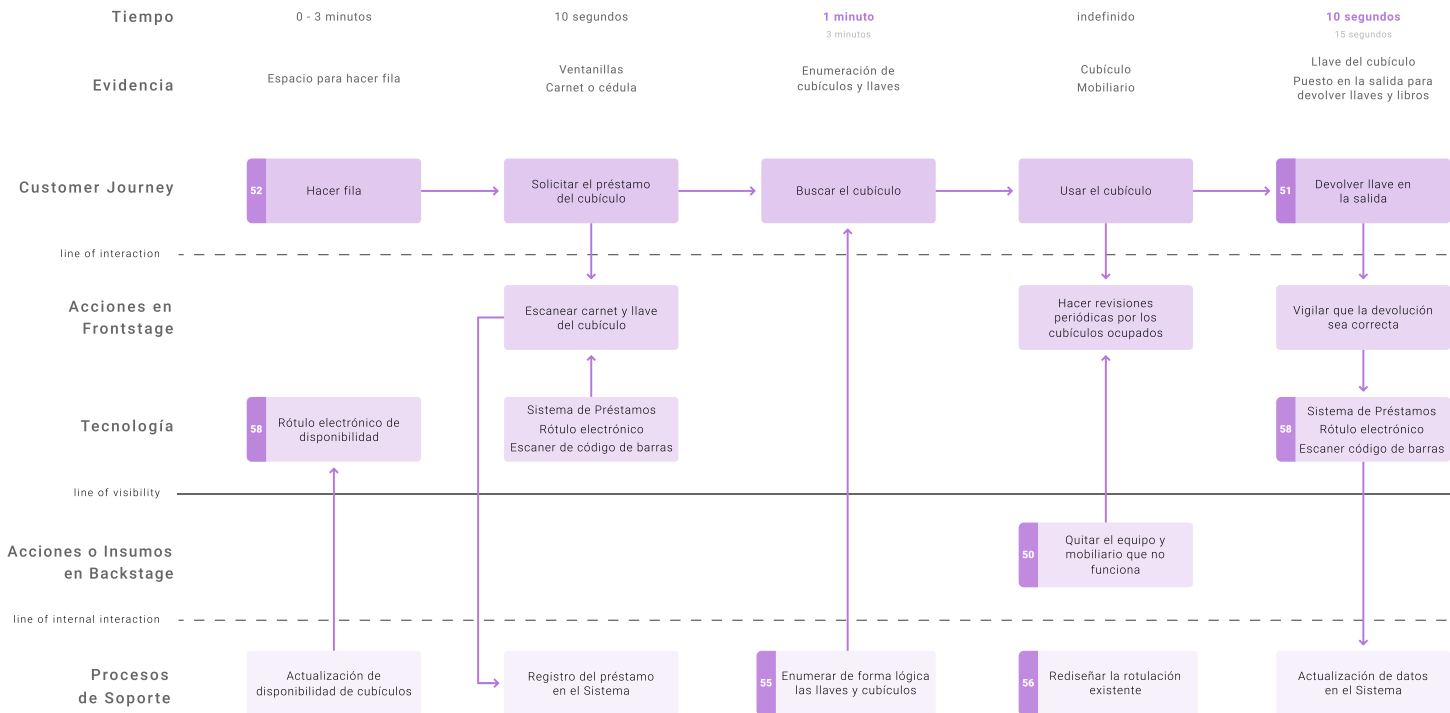 Tiempo
0 - 3 minutos
10 segundos
1 minuto
3 minutos
indefinido
10 segundos
15 segundos
Evidencia
Espacio para hacer fila
Ventanillas
Carnet o cédula
Enumeración de
cubículos y llaves
Cubículo
Mobiliario
Llave del cubículo
Puesto en la salida para
devolver llaves y libros
Customer Journey
52
Hacer fila
Solicitar el préstamo
del cubículo
Buscar el cubículo
Usar el cubículo
51
Devolver llave en
la salida
line of interaction
Acciones en
Frontstage
Escanear carnet y llave
del cubículo
Hacer revisiones
periódicas por los
cubículos ocupados
Vigilar que la devolución
sea correcta
Tecnología
58
Rótulo electrónico de
disponibilidad
Sistema de Préstamos
Rótulo electrónico
Escaner de código de barras
58
Sistema de Préstamos
Rótulo electrónico
Escaner código de barras
line of visibility
Acciones o Insumos
en Backstage
50
Quitar el equipo y
mobiliario que no
funciona
line of internal interaction
Procesos
de Soporte
Actualización de
disponibilidad de cubículos
Registro del préstamo
en el Sistema
55
Enumerar de forma lógica
las llaves y cubículos
56
Rediseñar la rotulación
existente
Actualización de datos
en el Sistema